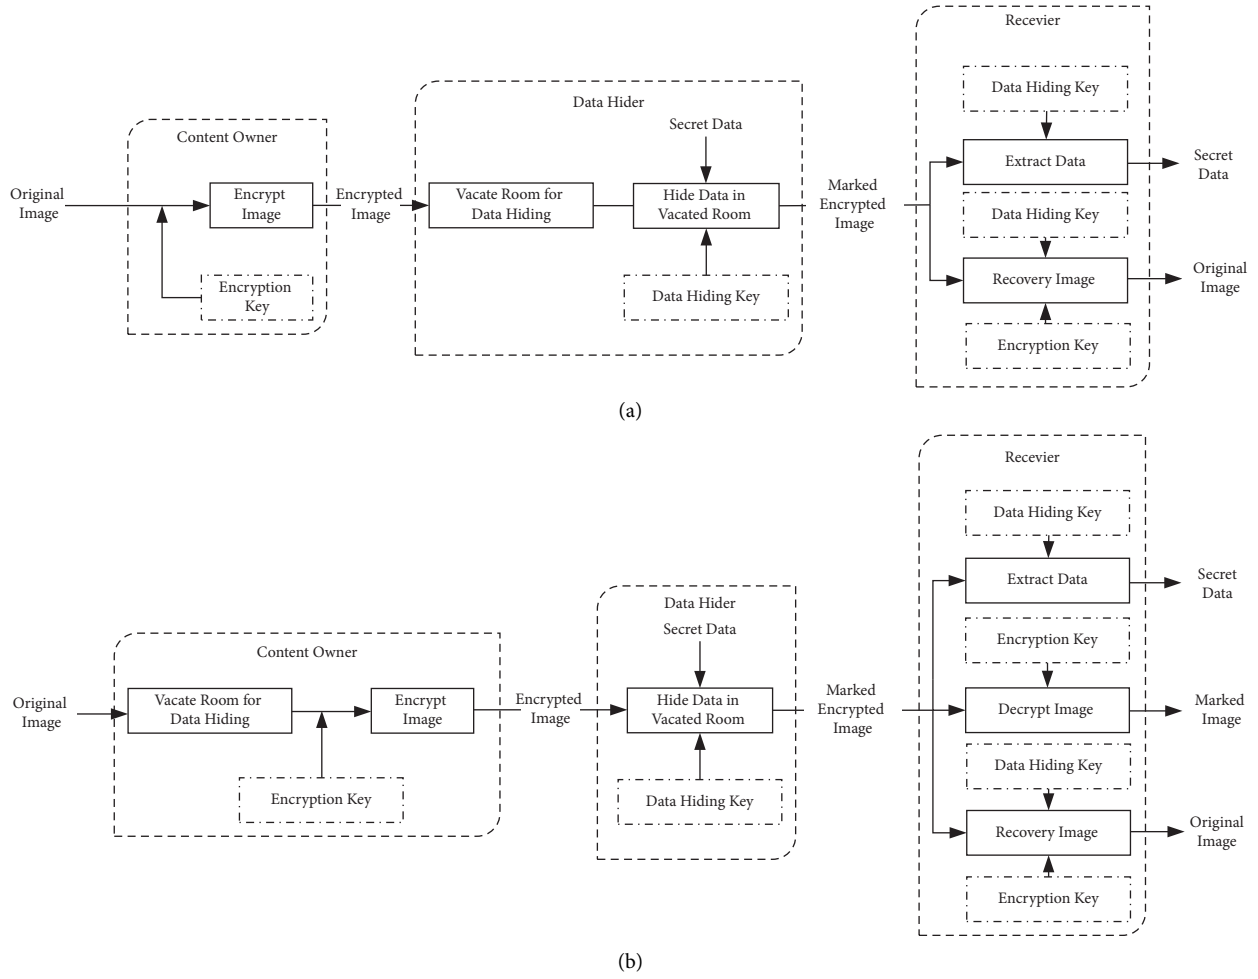 Recevier
Data Hiding Key
Data Hider
Content Owner
Secret Data
Extract Data
Secret
Data
Original
Image
Encrypt
Image
Encrypted
Image
Vacate Room for
Data Hiding
Hide Data in
Vacated Room
Marked
Encrypted
Image
Data Hiding Key
Encryption
Key
Data Hiding Key
Recovery Image
Original
Image
Encryption Key
(a)
Recevier
Data Hiding Key
Extract Data
Secret
Data
Data Hider
Secret Data
Encryption Key
Content Owner
Original
Image
Vacate Room for
Data Hiding
Encrypt
Image
Encrypted
Image
Hide Data in
Vacated Room
Marked
Encrypted
Image
Decrypt Image
Marked
Image
Data Hiding Key
Encryption Key
Data Hiding Key
Recovery Image
Original
Image
Encryption Key
(b)